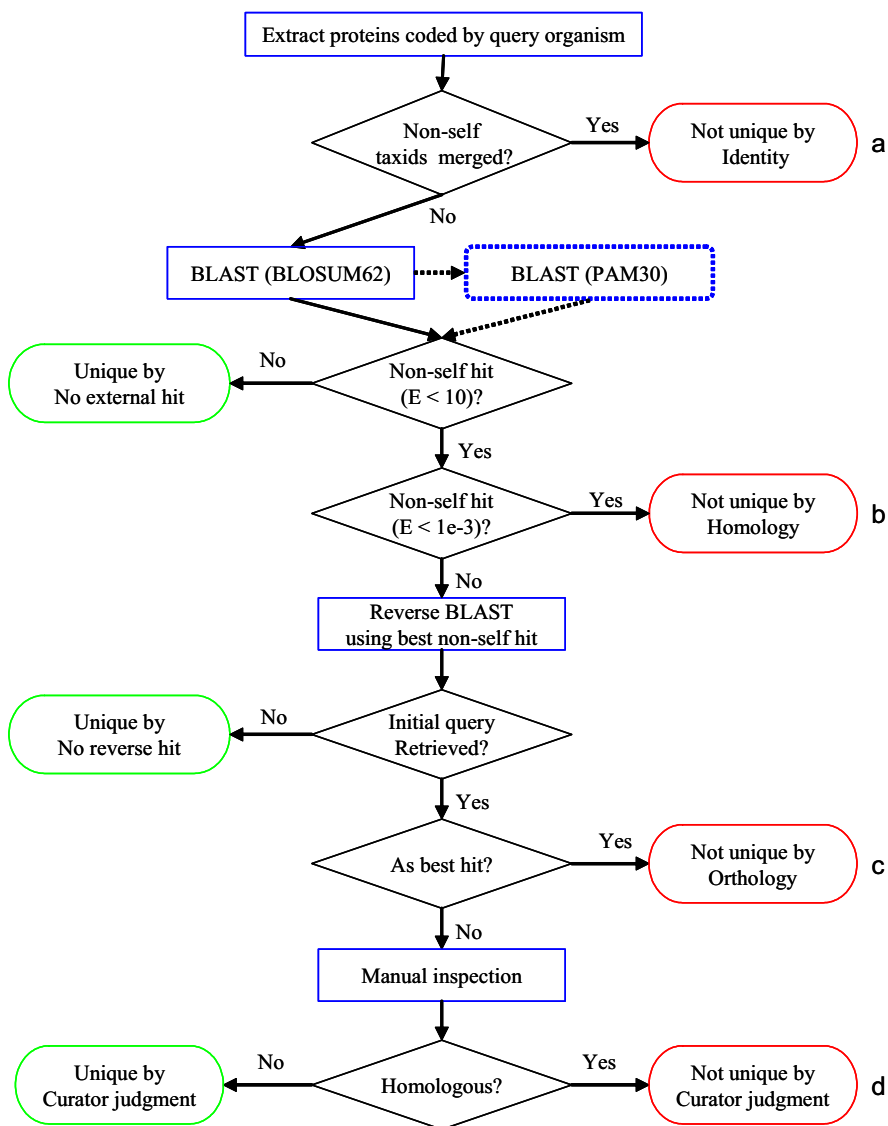 Extract proteins coded by query organism
Non-self
taxids merged?
Yes
Not unique by
Identity
a
No
BLAST (BLOSUM62)
BLAST (PAM30)
Unique by
No external hit
No
Non-self hit
(E < 10)?
Yes
Non-self hit
(E < 1e-3)?
Yes
Not unique by
Homology
b
No
Reverse BLAST
using best non-self hit
Unique by
No reverse hit
No
Initial query
Retrieved?
Yes
As best hit?
Yes
Not unique by
Orthology
c
No
Manual inspection
Unique by
Curator judgment
No
Homologous?
Yes
Not unique by
Curator judgment
d